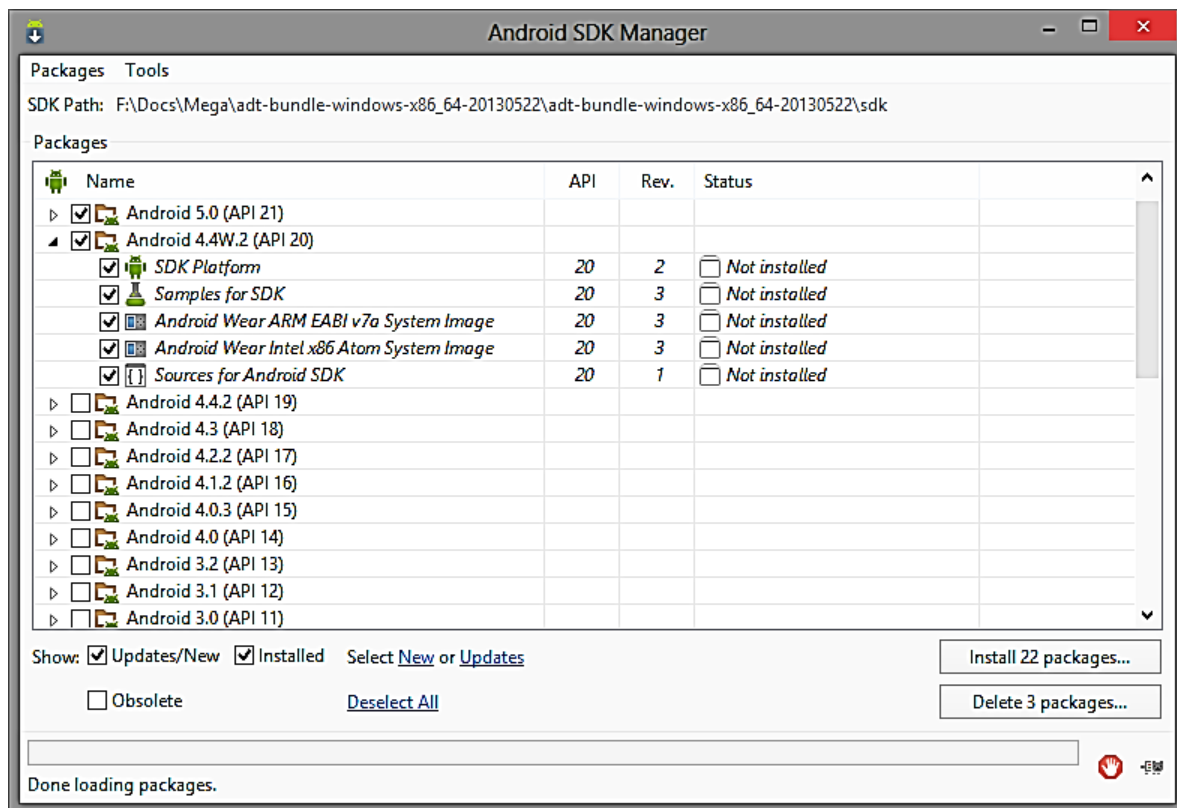 Android SDK Manager
Packages Tools
SDK Path: F:\Docs\Mega\adt-bundle-windows-x86_64-20130522\adt-bundle-windows-x86_64-20130522\sdk
Packages
Name API Rev. Status
Android 5.0 (API 21)
Android 4.4W.2 (API 20)
SDK Platform 20 2 Not installed
Samples for SDK 20 3 Not installed
Android Wear ARM EABI v7a System Image 20 3 Not installed
Android Wear Intel x86 Atom System Image 20 3 Not installed
Sources for Android SDK 20 1 Not installed
Android 4.4.2 (API 19)
Android 4.3 (API 18)
Android 4.2.2 (API 17)
Android 4.1.2 (API 16)
Android 4.0.3 (API 15)
Android 4.0 (API 14)
Android 3.2 (API 13)
Android 3.1 (API 12)
Android 3.0 (API 11)
Show: Updates/New Installed Select New or Updates Install 22 packages...
Obsolete Deselect All Delete 3 packages...
Done loading packages.